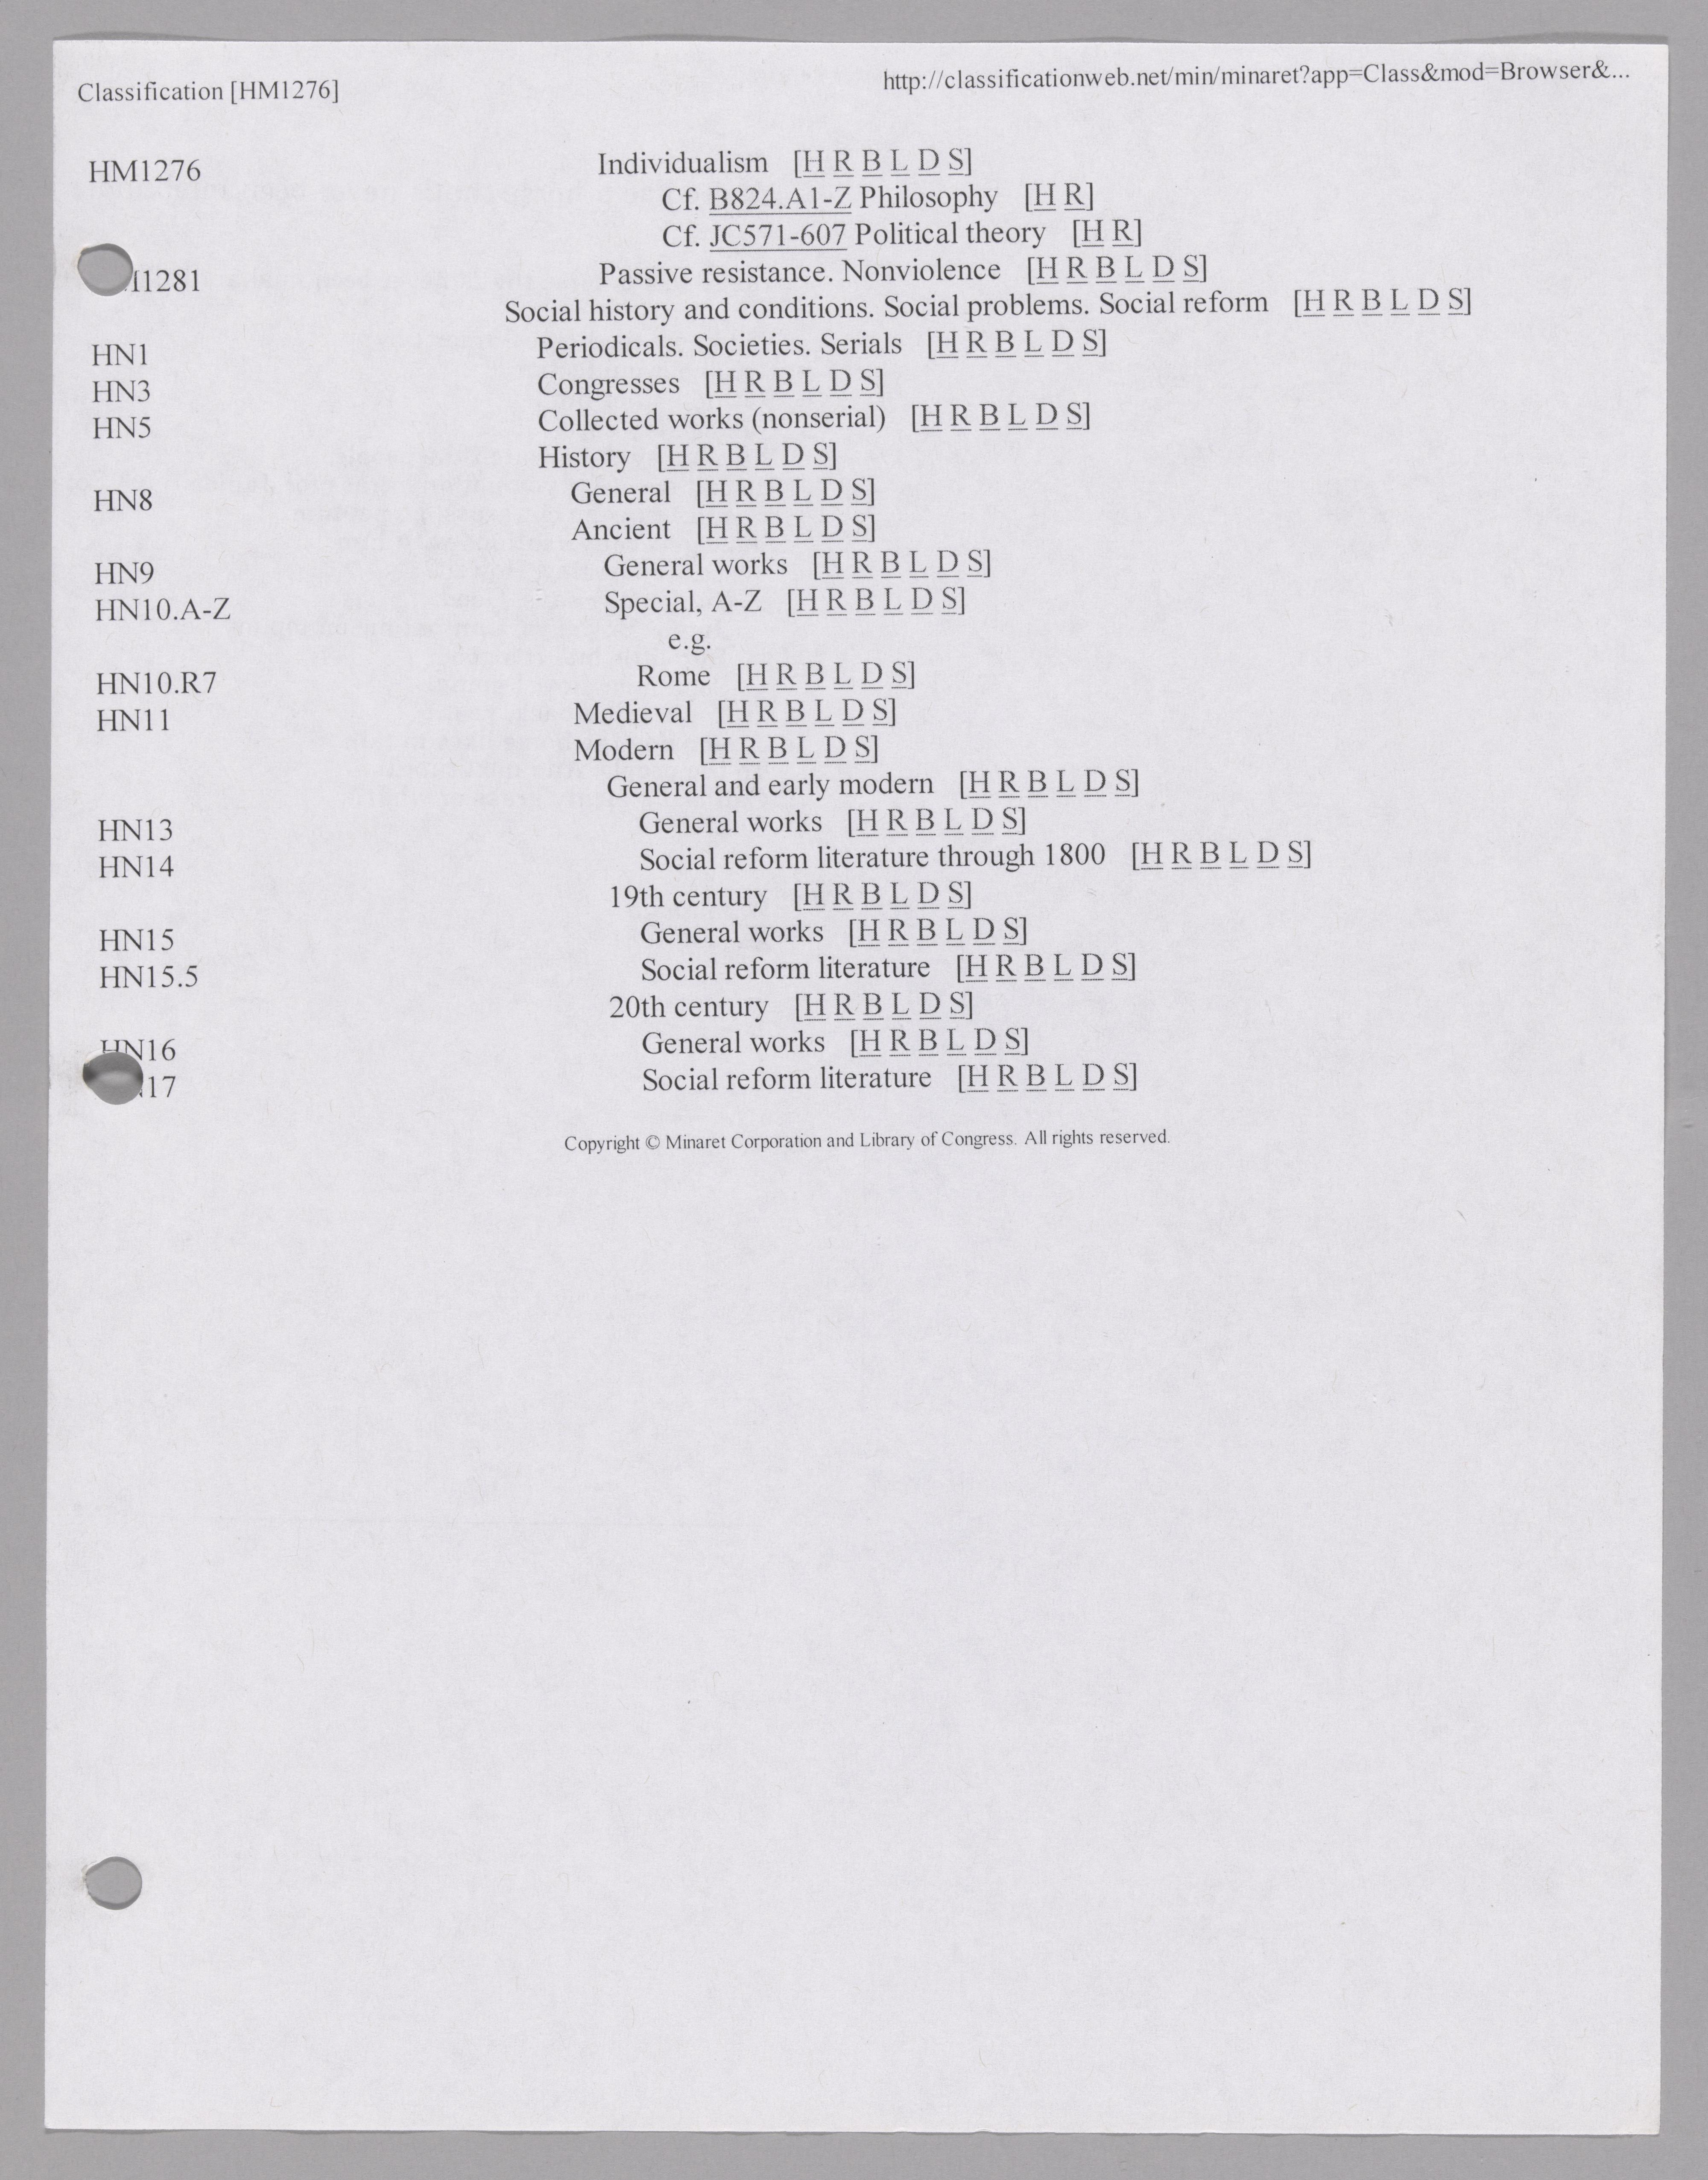 Classification [HM1276] http://classificationweb.net/min/minaret?app=Class&mod=Browser&...
HM1276 Individualism [H R B L D S]
Cf. B824.A1-Z Philosophy [H R]
Cf. JC571-607 Political theory [H R]
1281 Passive resistance. Nonviolence [H R B L D S]
Social history and conditions. Social problems. Social reform [H R B L D S]
HN1 Periodicals. Societies. Serials [H R B L D S]
HN3 Congresses [H R B L D S]
HN5 Collected works (nonserial) [H R B L D S]
History [H R B L D S]
HN8 General [H R B L D S]
Ancient [H R B L D S]
HN9 General works [H R B L D S]
HN10.A-Z Special, A-Z [H R B L D S]
e.g.
HN10.R7 Rome [H R B L D S]
HN11 Medieval [H R B L D S]
Modern [H R B L D S]
General and early modern [H R B L D S]
HN13 General works [H R B L D S]
HN14 Social reform literature through 1800 [H R B L D S]
19th century [H R B L D S]
HN15 General works [H R B L D S]
HN15.5 Social reform literature [H R B L D S]
20th century [H R B L D S]
HN16 General works [H R B L D S]
17 Social reform literature [H R B L D S]
Copyright © Minaret Corporation and Library of Congress. All rights reserved.